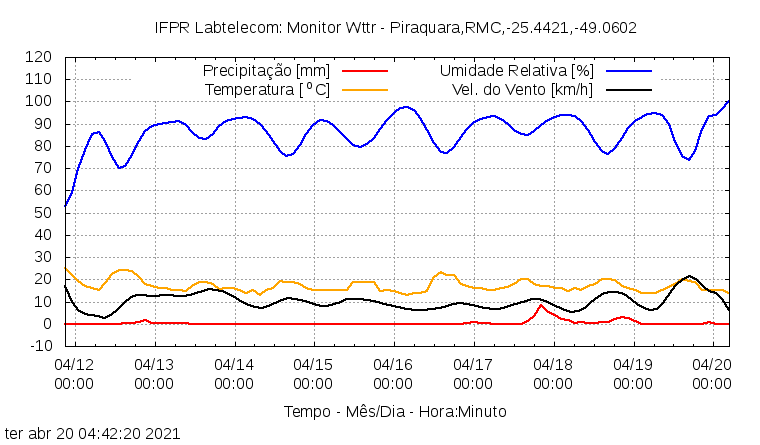 IFPR Labtelecom: Monitor Wttr - Piraquara,RMC,-25.4421,-49.0602
Precipitação [mm]
Umidade Relativa [%]
Temperatura [⁰C]
Vel. do Vento [km/h]
120
110
100
90
80
70
60
50
40
30
20
10
0
-10
04/12 04/13 04/14 04/15 04/16 04/17 04/18 04/19 04/20
00:00 00:00 00:00 00:00 00:00 00:00 00:00 00:00 00:00
Tempo - Mês/Dia - Hora:Minuto
ter abr 20 04:42:20 2021